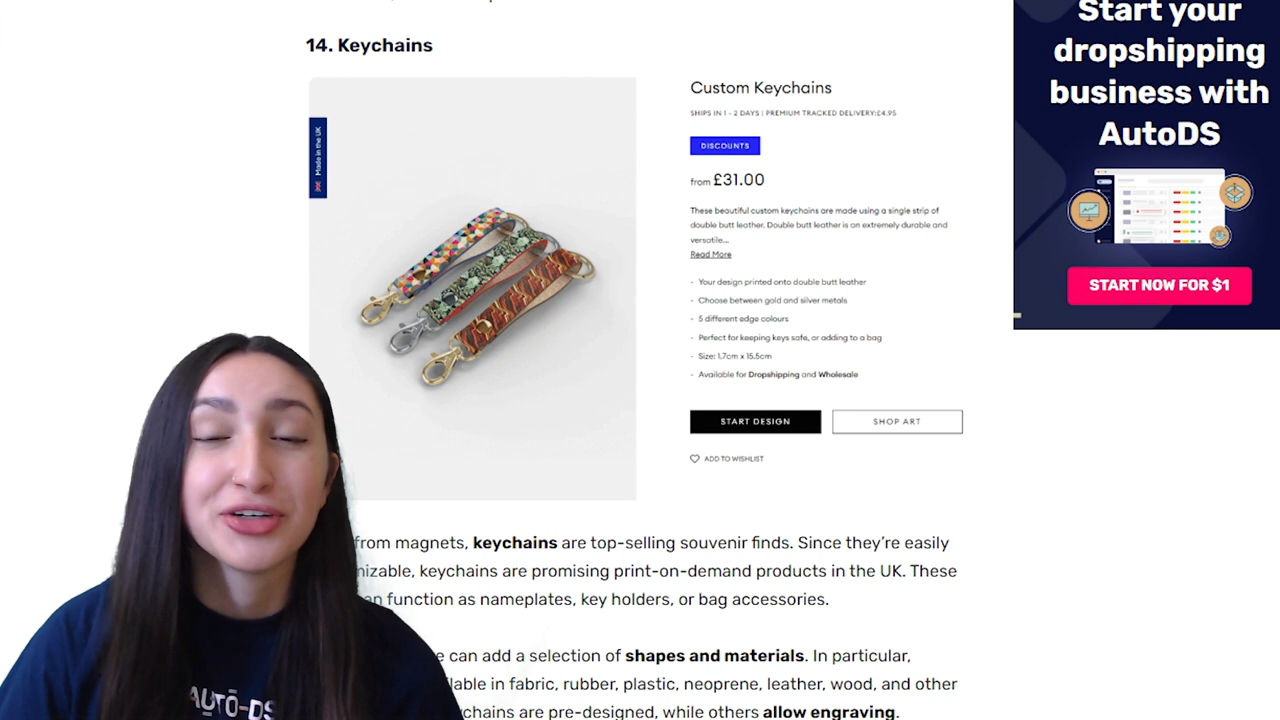 14. Keychains
Made in the UK
Custom Keychains
SHIPS IN 1 - 2 DAYS | PREMIUM TRACKED DELIVERY:£4.95
DISCOUNTS
from £31.00
These beautiful custom keychains are made using a single strip of
double butt leather. Double butt leather is an extremely durable and
versatile...
Read More
- Your design printed onto double butt leather
- Choose between gold and silver metals
- 5 different edge colours
- Perfect for keeping keys safe, or adding to a bag
- Size: 1.7cm x 15.5cm
- Available for Dropshipping and Wholesale
START DESIGN
SHOP ART
ADD TO WISHLIST
from magnets, keychains are top-selling souvenir finds. Since they're easily
mizable, keychains are promising print-on-demand products in the UK. These
an function as nameplates, key holders, or bag accessories.
e can add a selection of shapes and materials. In particular,
lable in fabric, rubber, plastic, neoprene, leather, wood, and other
ychains are pre-designed, while others allow engraving.
Start your
dropshipping
business with
AutoDS
START NOW FOR $1
AUTO-DS